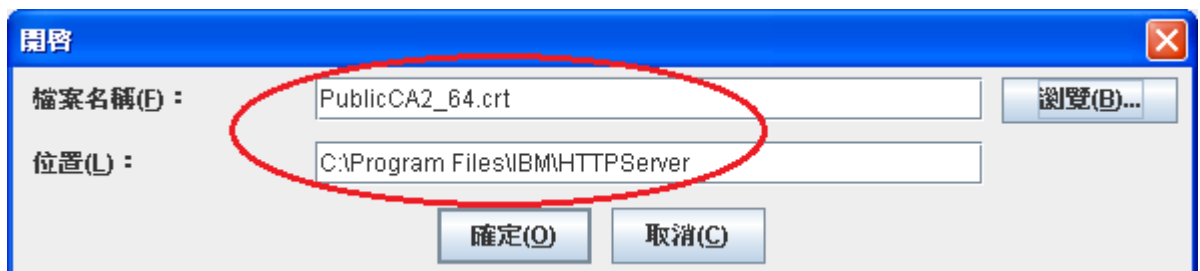 開啓
檔案名稱(F)： PublicCA2_64.crt 瀏覽(B)...
位置(L)： C:\Program Files\IBM\HTTPServer
確定(O) 取消(C)